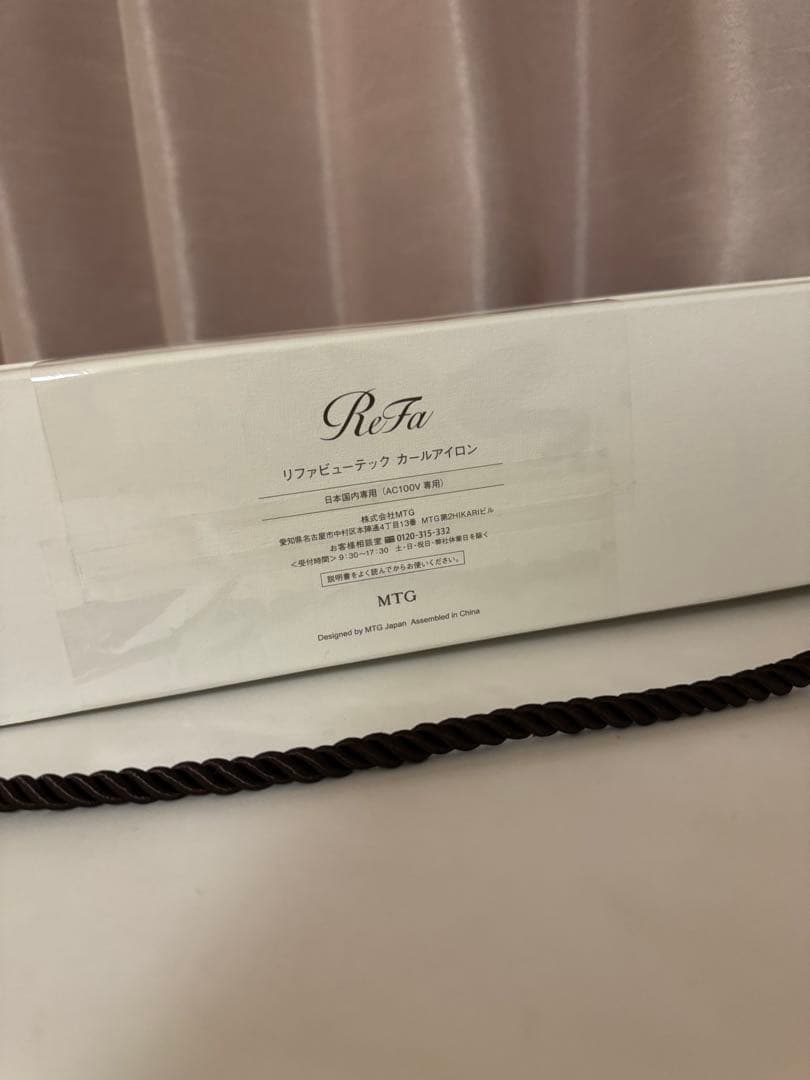 ReFa
リファビューテック カールアイロン
日本国内専用（AC100V 専用）
株式会社MTG
愛知県名古屋市中村区本陣通4丁目13番 MTG第2HIKARIビル
お客様相談室 0120-315-332
＜受付時間＞9:30〜17:30 土・日・祝日・弊社休業日を除く
説明書をよく読んでからお使いください。
MTG
Designed by MTG Japan Assembled in China